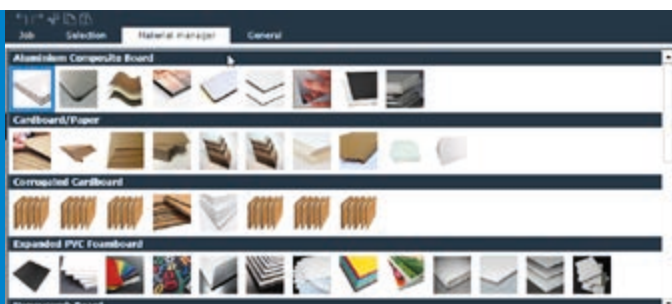 Job Selection Material manager General
Aluminium Composite Board
Cardboard/Paper
Corrugated Cardboard
Expanded PVC Foamboard